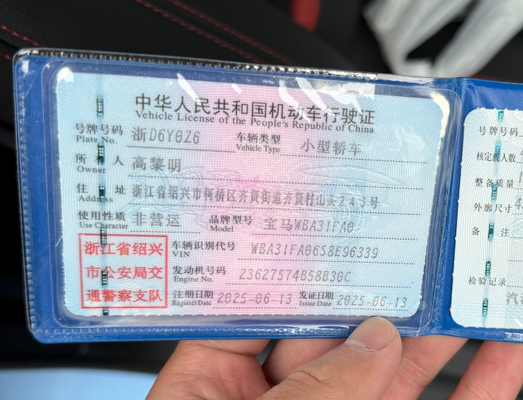 中华人民共和国机动车行驶证
Vehicle License of the People's Republic of China
号牌号码 浙D6Y0Z6 车辆类型 小型轿车
Plate No. Vehicle Type
所有人 高黎明
Owner
住址 浙江省绍兴市柯桥区齐贤街道齐贤村山头243号
Address
使用性质 非营运 品牌型号 宝马WBA31FA0
Use Character Model
浙江省绍兴
市公安局交
通警察支队
车辆识别代号 WBA31FA06S8E96339
VIN
发动机号码 23627574B58B30C
Engine No.
注册日期 2025-06-13 发证日期 2025-06-13
Register Date Issue Date
号牌号码
核定载人数
整备质量
外廓尺寸
备注
检验记录